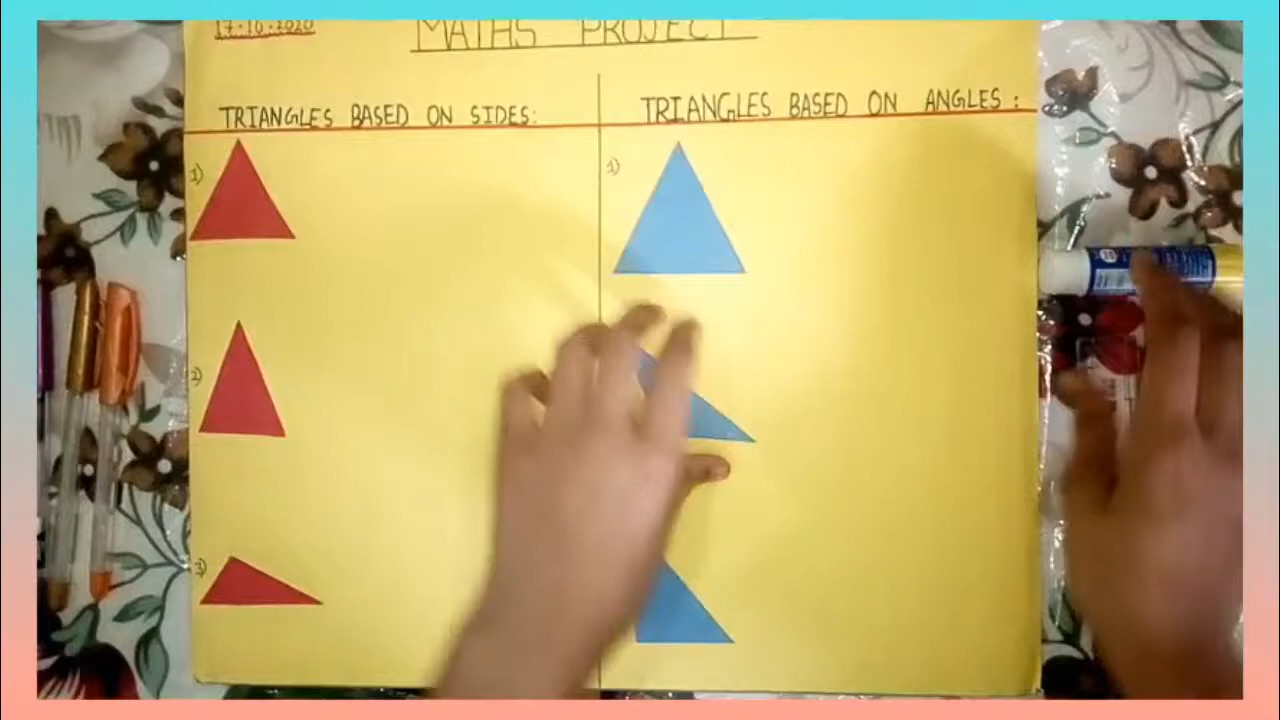 17.10.2020
MATHS PROJECT
TRIANGLES BASED ON SIDES:
1)
2)
3)
TRIANGLES BASED ON ANGLES :
1)